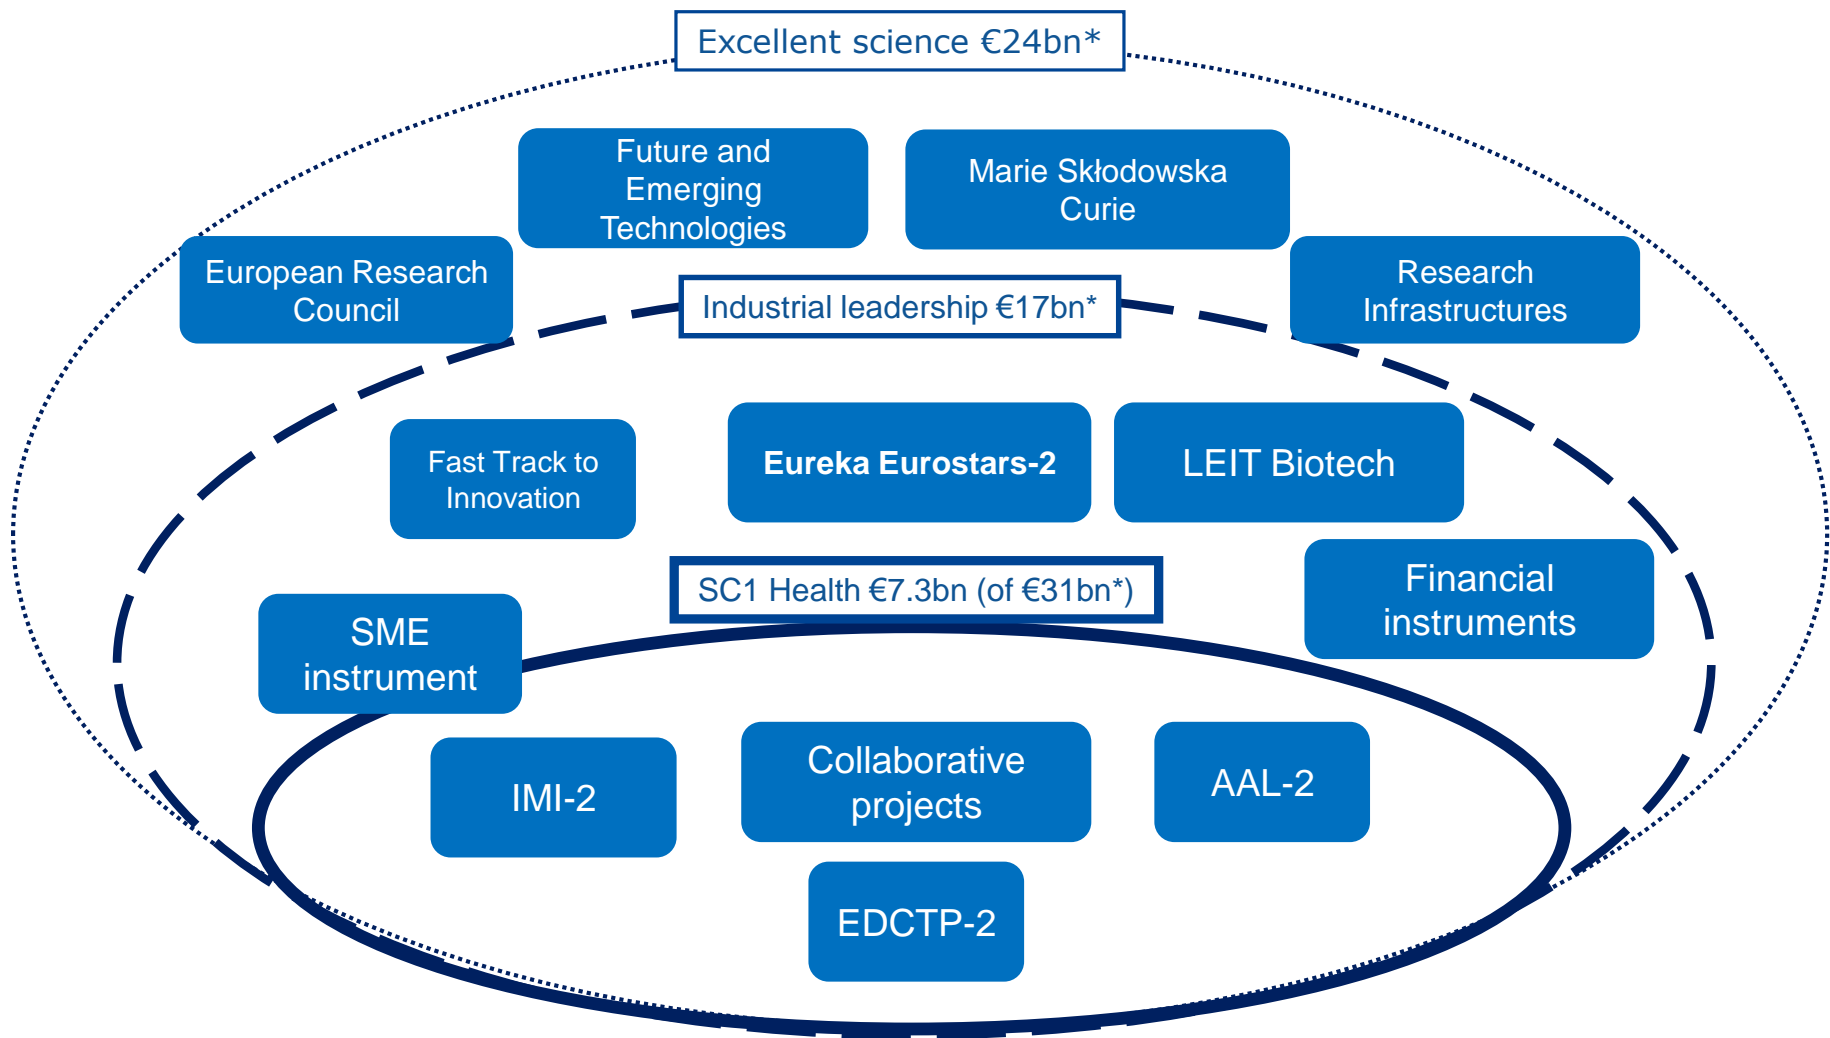 Excellent science €24bn*
Future and
Emerging
Technologies
Marie Skłodowska
Curie
European Research
Council
Research
Infrastructures
Industrial leadership €17bn*
Fast Track to
Innovation
Eureka Eurostars-2
LEIT Biotech
SC1 Health €7.3bn (of €31bn*)
Financial
instruments
SME
instrument
IMI-2
Collaborative
projects
AAL-2
EDCTP-2